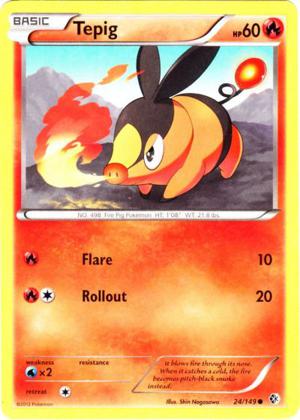 BASIC
Tepig
HP60
NO. 498 Fire Pig Pokémon HT: 1'08" WT: 21.8 lbs.
Flare 10
Rollout 20
weakness resistance
×2
retreat
It blows fire through its nose.
When it catches a cold, the fire
becomes pitch-black smoke
instead.
©2012 Pokémon
Illus. Shin Nagasawa
24/149